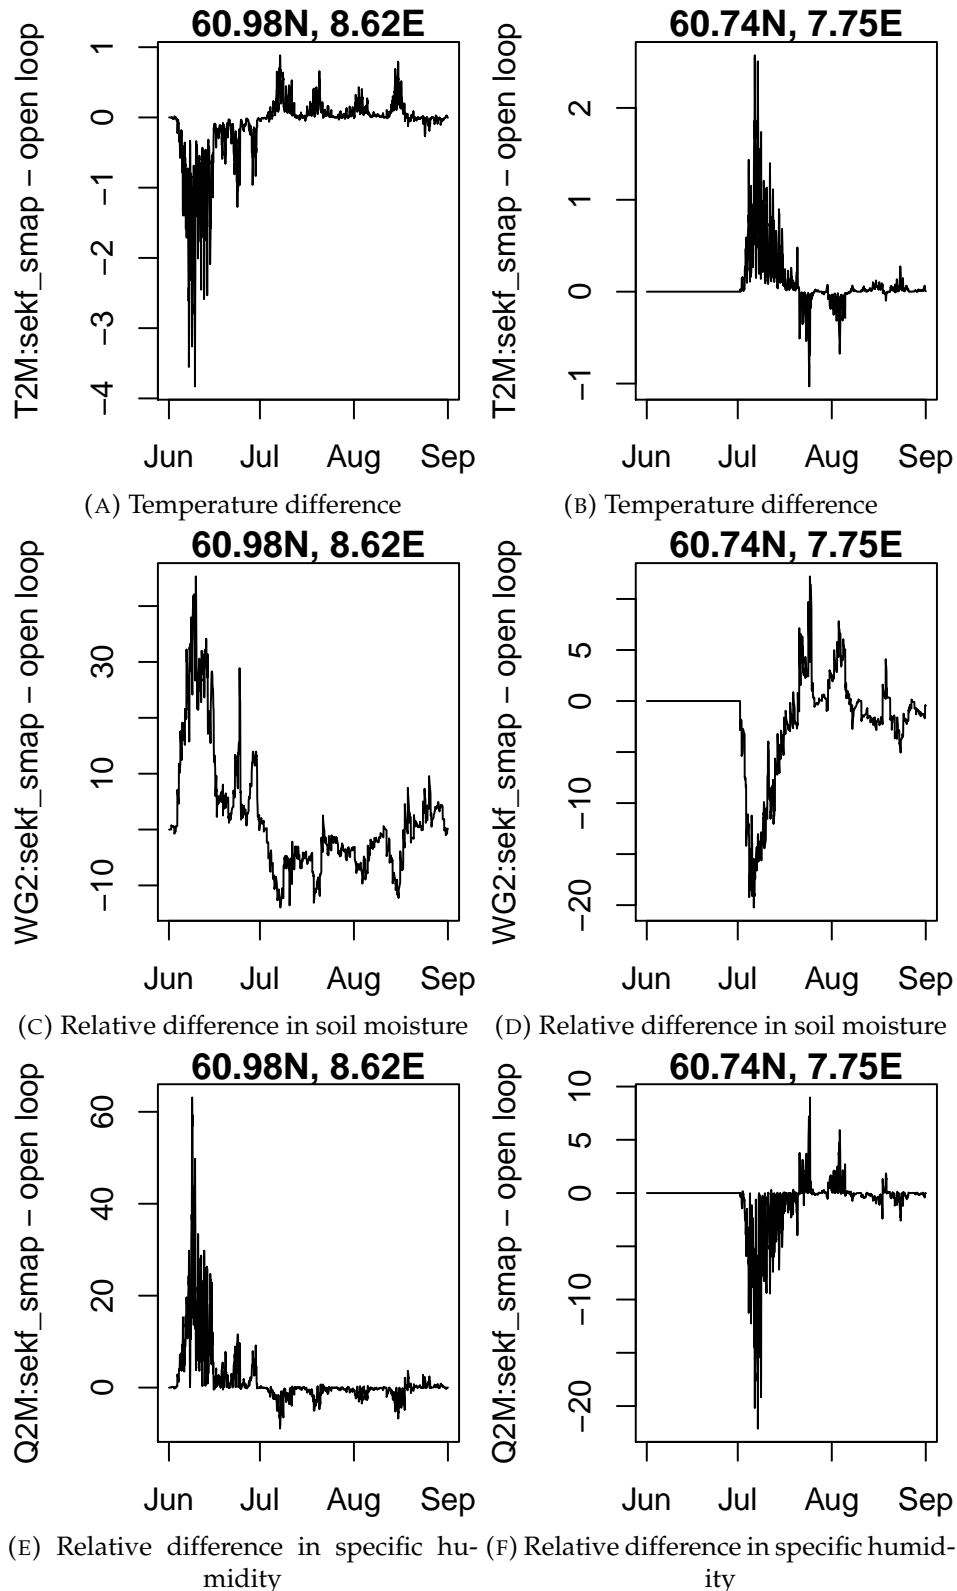 60.98N, 8.62E
T2M:sekf_smap − open loop
1
0
−1
−2
−3
−4
Jun Jul Aug Sep
(A) Temperature difference
60.74N, 7.75E
T2M:sekf_smap − open loop
2
1
0
−1
Jun Jul Aug Sep
(B) Temperature difference
60.98N, 8.62E
WG2:sekf_smap − open loop
30
10
−10
Jun Jul Aug Sep
(C) Relative difference in soil moisture
60.74N, 7.75E
WG2:sekf_smap − open loop
5
0
−10
−20
Jun Jul Aug Sep
(D) Relative difference in soil moisture
60.98N, 8.62E
Q2M:sekf_smap − open loop
60
40
20
0
Jun Jul Aug Sep
(E) Relative difference in specific hu-
midity
60.74N, 7.75E
Q2M:sekf_smap − open loop
10
5
0
−10
−20
Jun Jul Aug Sep
(F) Relative difference in specific humid-
ity